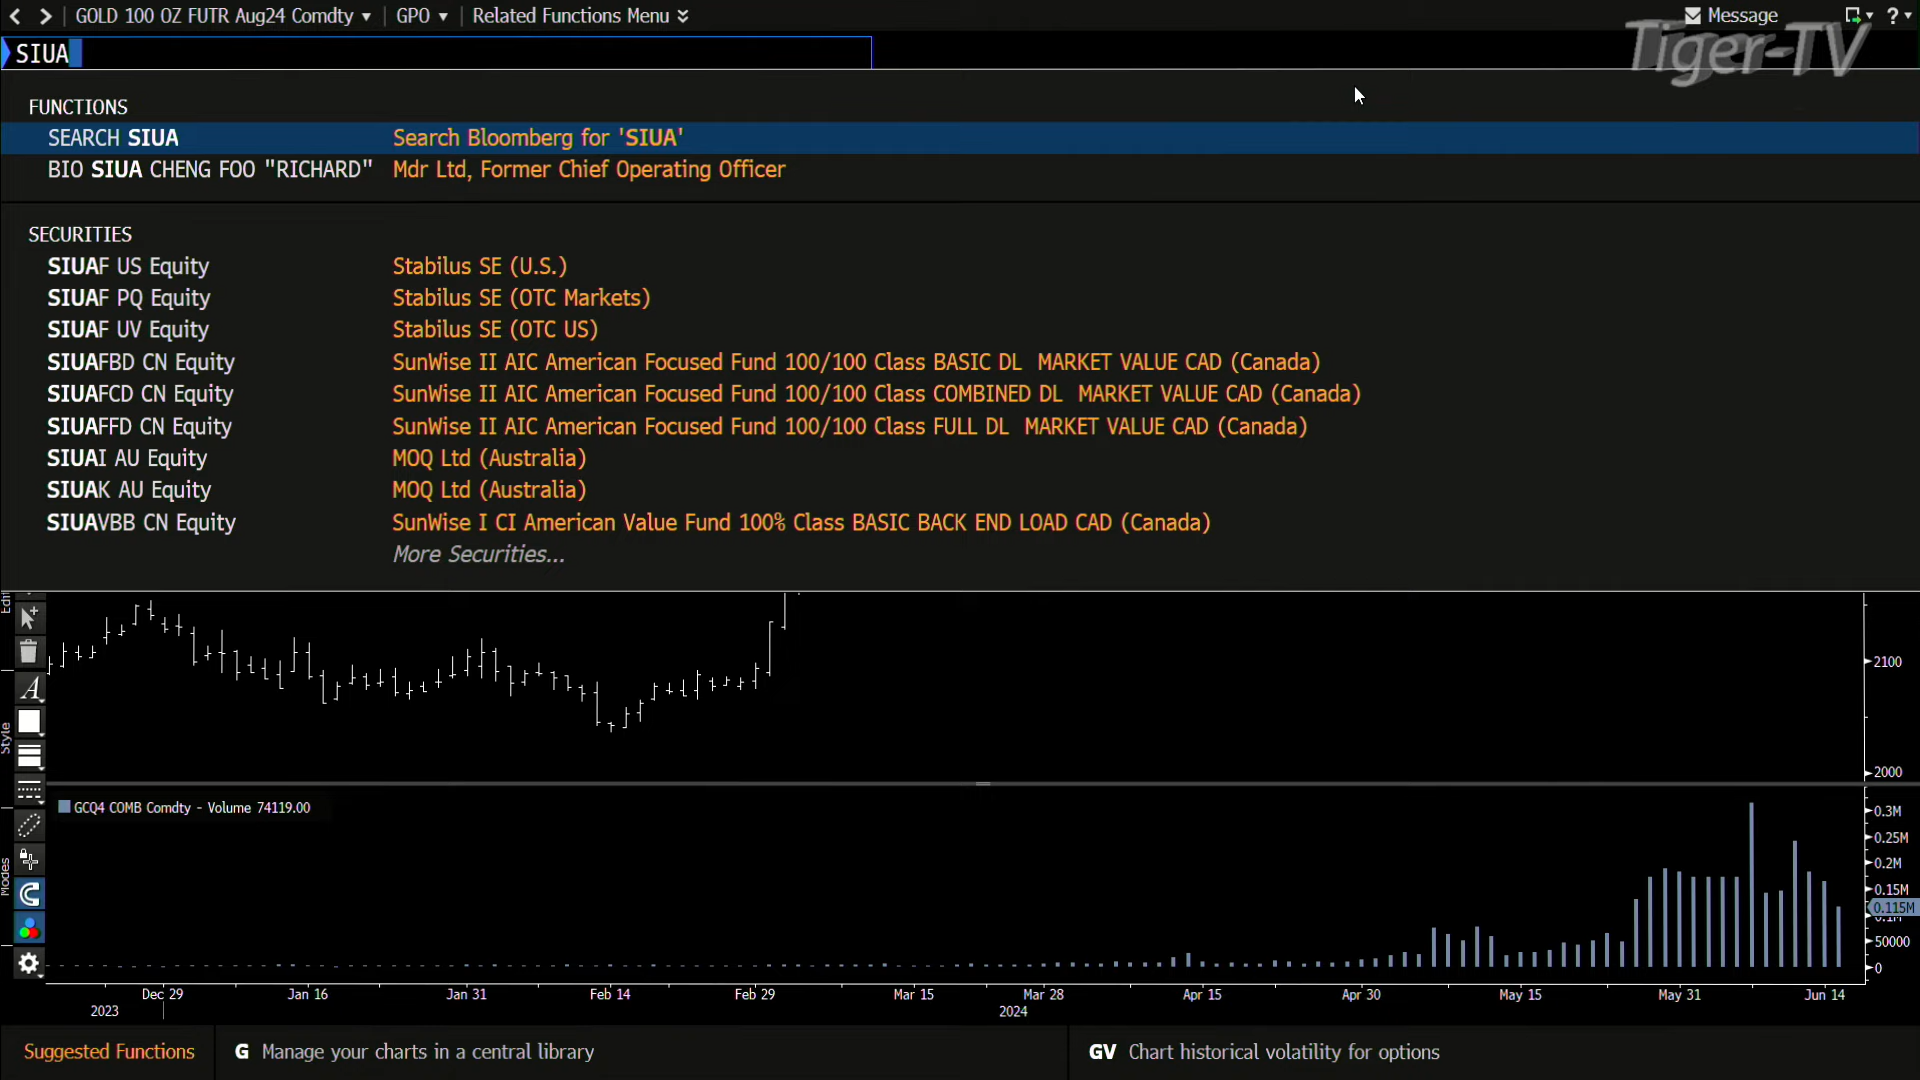 GOLD 100 OZ FUTR Aug24 Comdty GPO Related Functions Menu Message ?
SIUA
Tiger-TV
FUNCTIONS
SEARCH SIUA Search Bloomberg for 'SIUA'
BIO SIUA CHENG FOO "RICHARD" Mdr Ltd, Former Chief Operating Officer
SECURITIES
SIUAF US Equity Stabilus SE (U.S.)
SIUAF PQ Equity Stabilus SE (OTC Markets)
SIUAF UV Equity Stabilus SE (OTC US)
SIUAFBD CN Equity SunWise II AIC American Focused Fund 100/100 Class BASIC DL MARKET VALUE CAD (Canada)
SIUAFCD CN Equity SunWise II AIC American Focused Fund 100/100 Class COMBINED DL MARKET VALUE CAD (Canada)
SIUAFFD CN Equity SunWise II AIC American Focused Fund 100/100 Class FULL DL MARKET VALUE CAD (Canada)
SIUAI AU Equity MOQ Ltd (Australia)
SIUAK AU Equity MOQ Ltd (Australia)
SIUAVBB CN Equity SunWise I CI American Value Fund 100% Class BASIC BACK END LOAD CAD (Canada)
More Securities...
2100
A
Style
2000
GCQ4 COMB Comdty - Volume 74119.00
0.3M
0.25M
0.2M
Modes
0.15M
0.115M
50000
0
Dec 29 Jan 16 Jan 31 Feb 14 Feb 29 Mar 15 Mar 28 Apr 15 Apr 30 May 15 May 31 Jun 14
2023 2024
Suggested Functions G Manage your charts in a central library GV Chart historical volatility for options